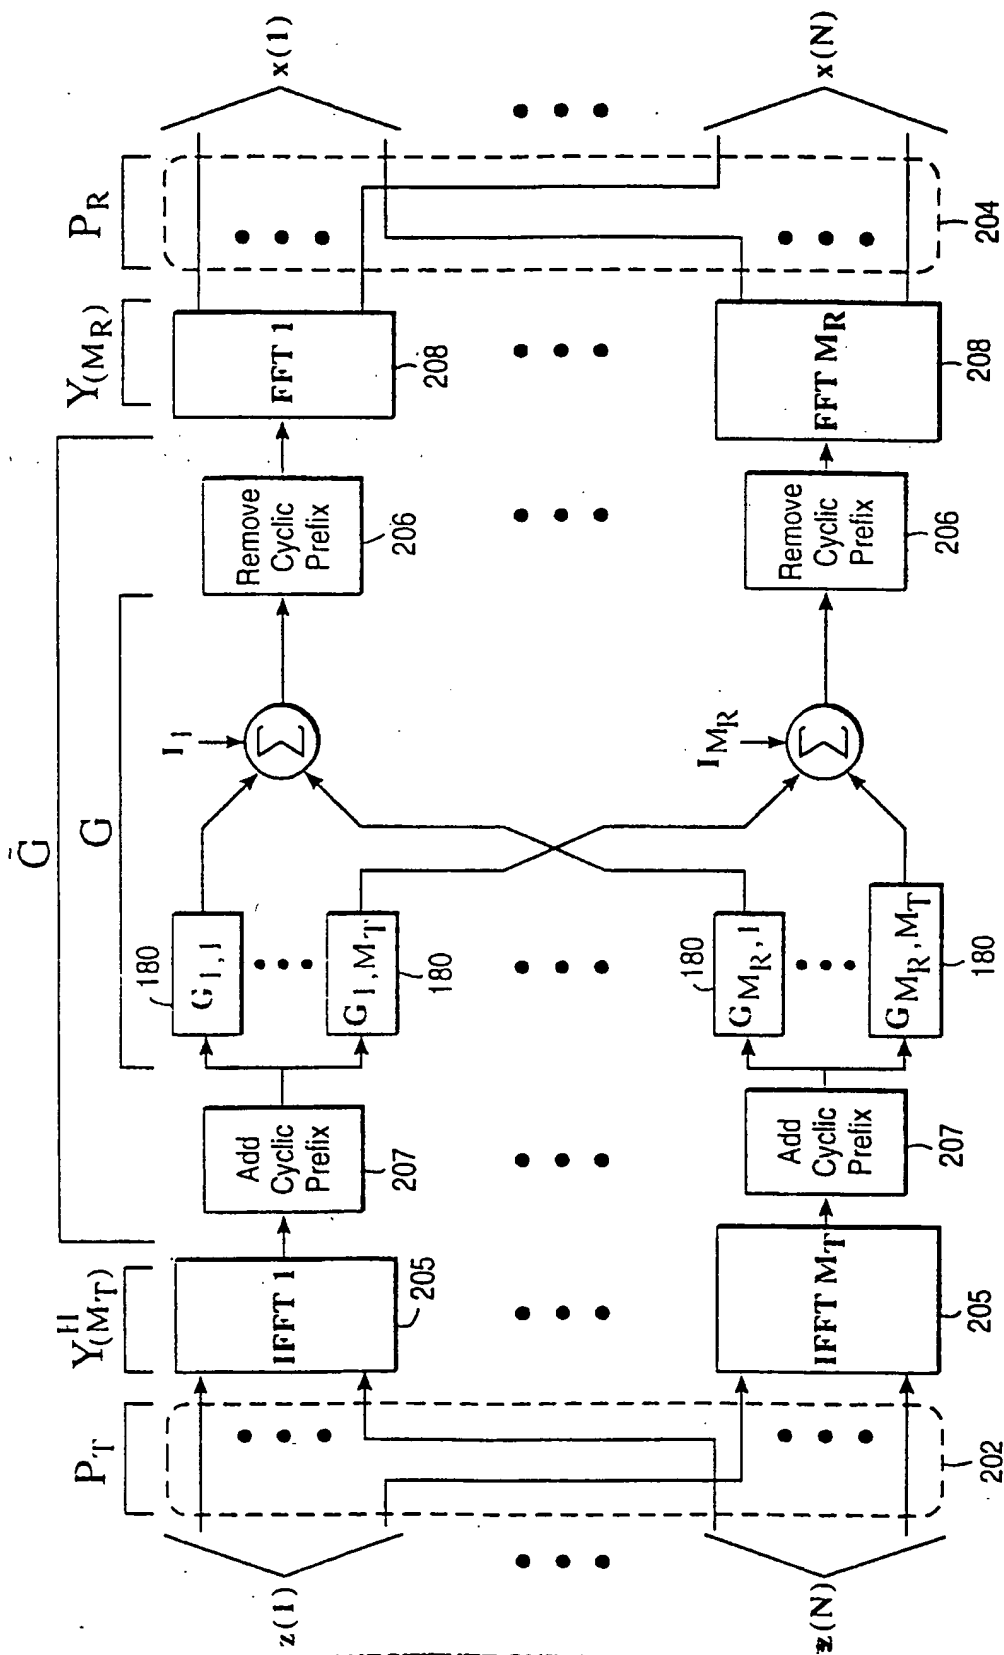 G̃
G
P_T
Y^H_(M_T)
Y_(M_R)
P_R
z(1)
IFFT 1
205
Add
Cyclic
Prefix
207
180
G_1,1
G_1,M_T
180
I_1
Σ
Remove
Cyclic
Prefix
206
FFT 1
208
x(1)
z(N)
IFFT M_T
205
Add
Cyclic
Prefix
207
180
G_M_R,1
G_M_R,M_T
180
I_M_R
Σ
Remove
Cyclic
Prefix
206
FFT M_R
208
x(N)
202
204